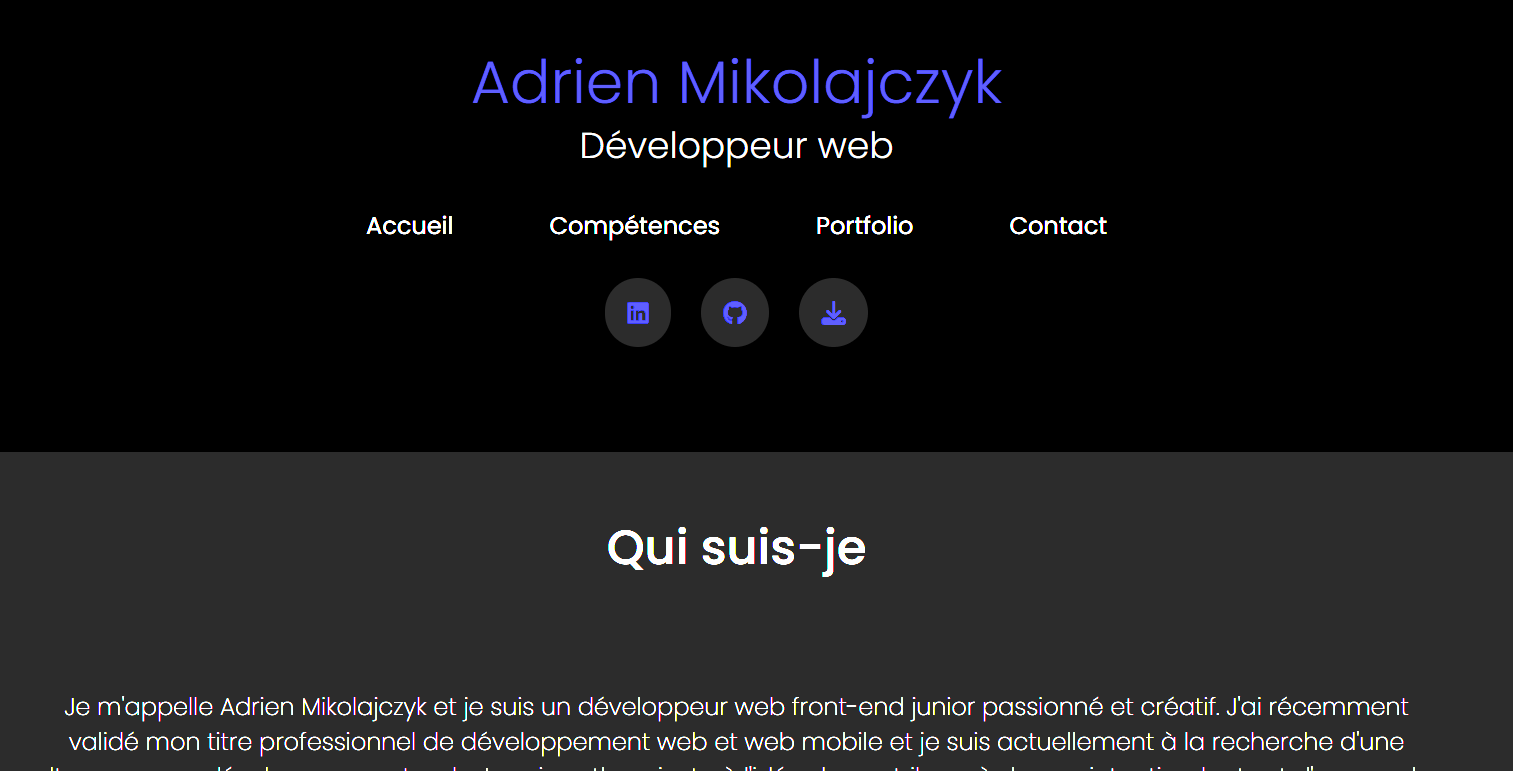 Adrien Mikolajczyk
Développeur web
Accueil Compétences Portfolio Contact
in
Qui suis-je
Je m'appelle Adrien Mikolajczyk et je suis un développeur web front-end junior passionné et créatif. J'ai récemment
validé mon titre professionnel de développement web et web mobile et je suis actuellement à la recherche d'une